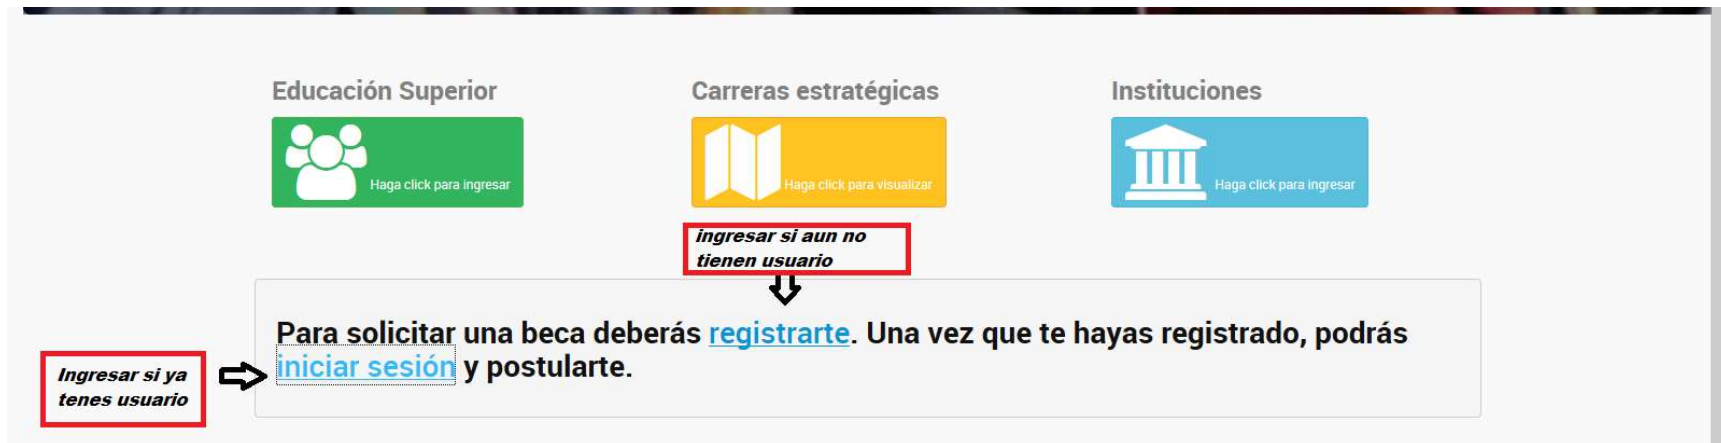 Educación Superior
Haga click para ingresar
Carreras estratégicas
Haga click para visualizar
Instituciones
Haga click para ingresar
ingresar si aun no
tienen usuario
Para solicitar una beca deberás registrarte. Una vez que te hayas registrado, podrás
iniciar sesión y postularte.
Ingresar si ya
tenes usuario